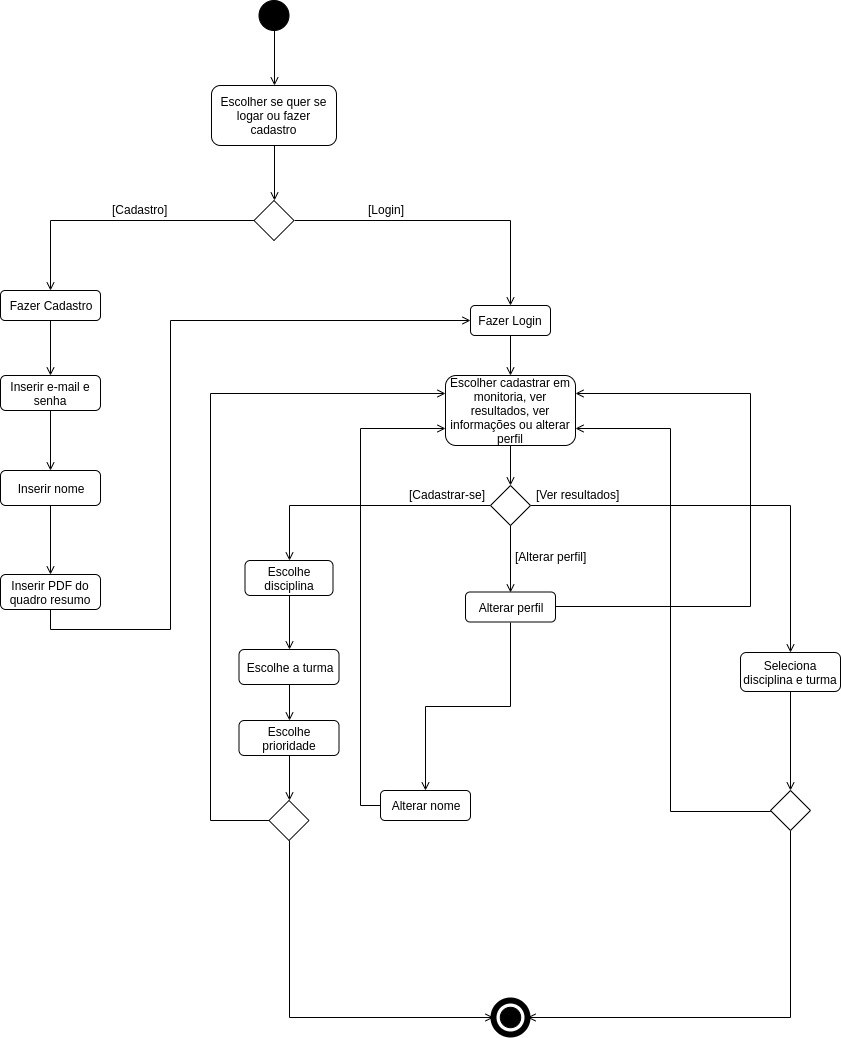 Escolher se quer se
logar ou fazer
cadastro
[Cadastro]
[Login]
Fazer Cadastro
Fazer Login
Inserir e-mail e
senha
Escolher cadastrar em
monitoria, ver
resultados, ver
informações ou alterar
perfil
Inserir nome
[Cadastrar-se]
[Ver resultados]
[Alterar perfil]
Inserir PDF do
quadro resumo
Escolhe
disciplina
Alterar perfil
Escolhe a turma
Seleciona
disciplina e turma
Escolhe
prioridade
Alterar nome